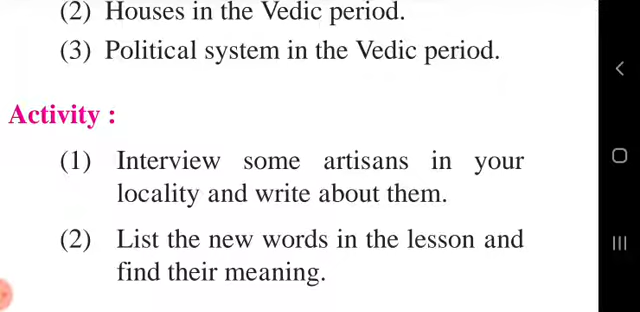 (2) Houses in the Vedic period.
(3) Political system in the Vedic period.
Activity :
(1) Interview some artisans in your
locality and write about them.
(2) List the new words in the lesson and
find their meaning.